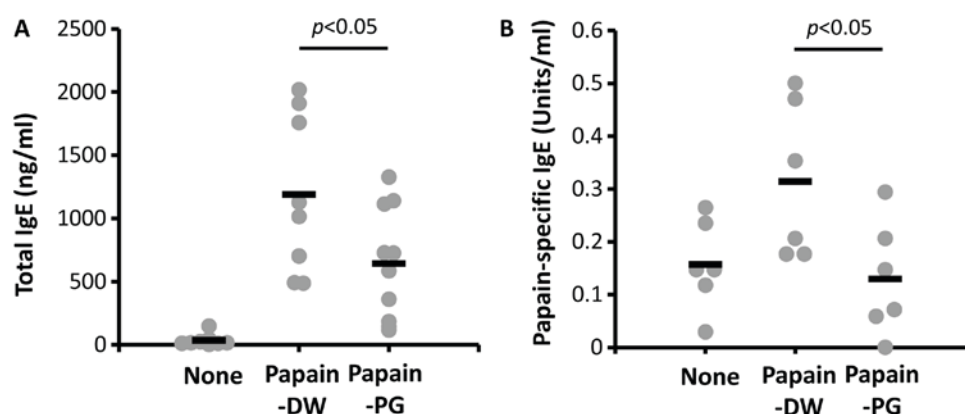 A
Total IgE (ng/ml)
2500
2000
1500
1000
500
0
p<0.05
None
Papain
-DW
Papain
-PG
B
Papain-specific IgE (Units/ml)
0.6
0.5
0.4
0.3
0.2
0.1
0
p<0.05
None
Papain
-DW
Papain
-PG